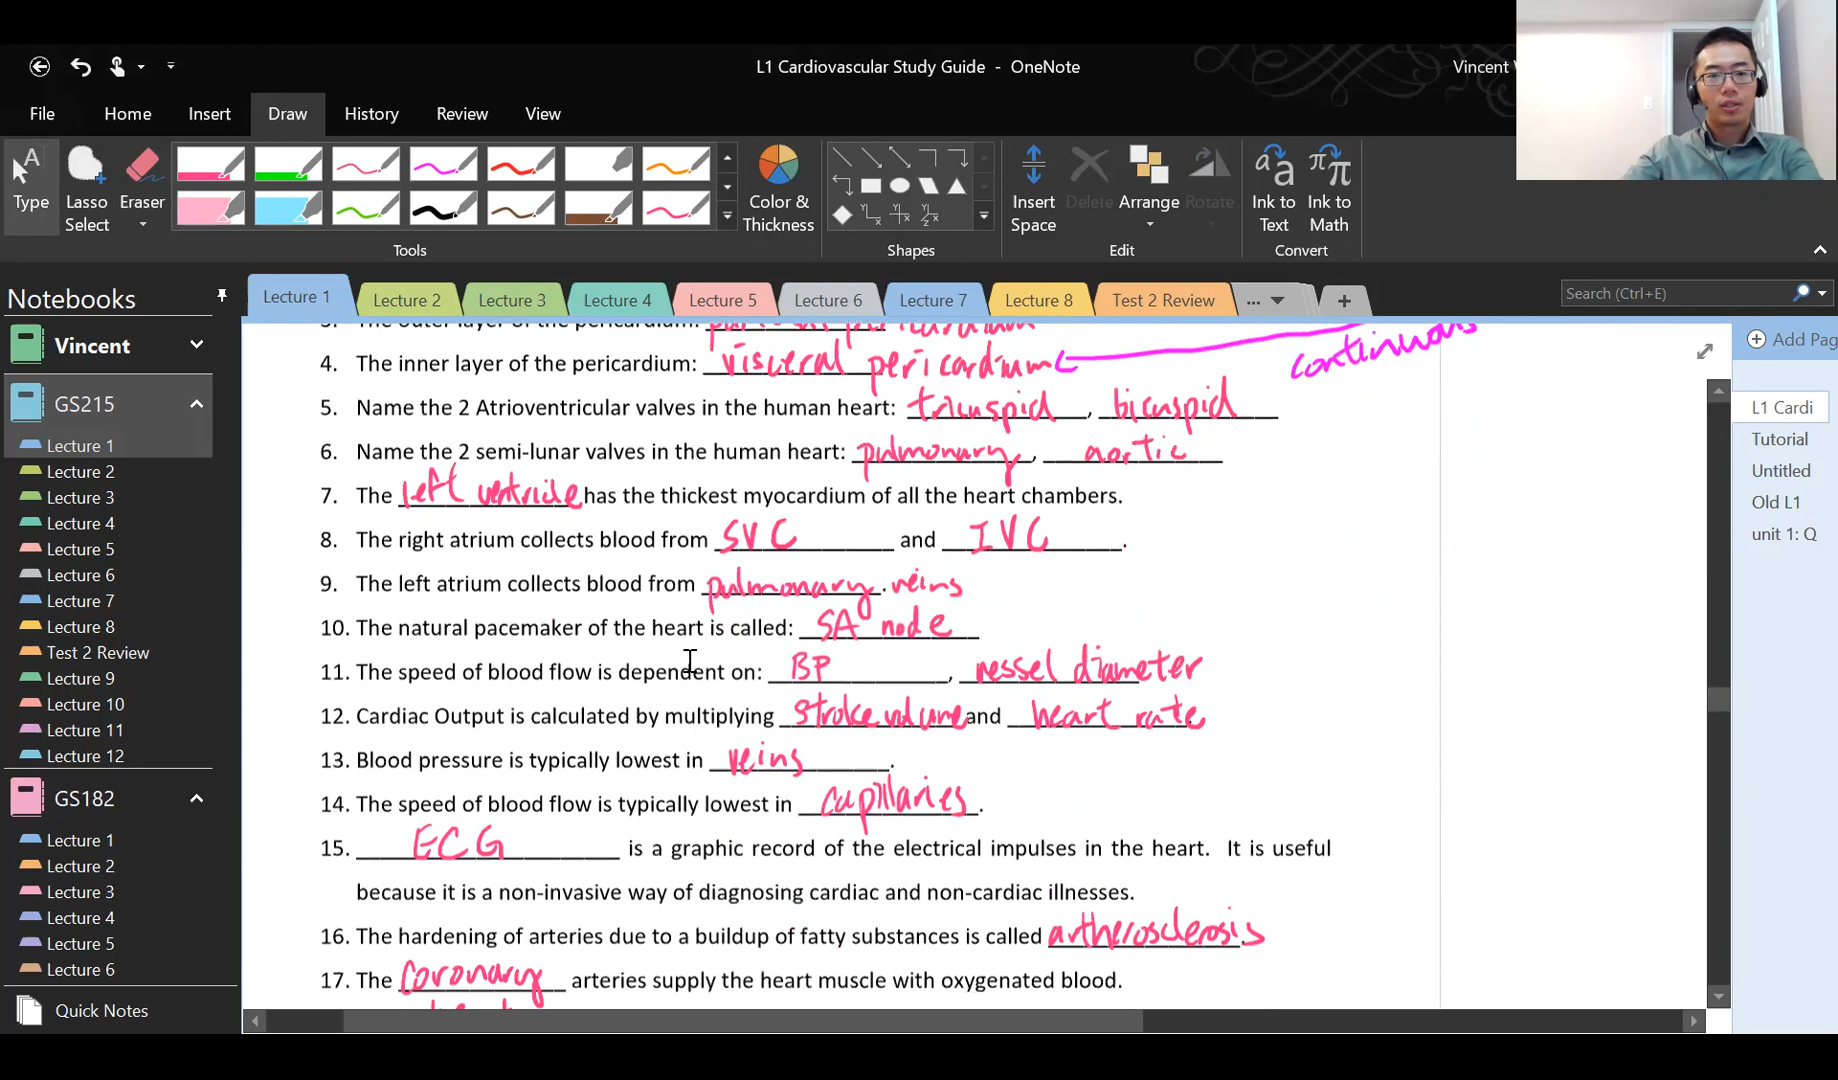 L1 Cardiovascular Study Guide - OneNote
Vincent
File Home Insert Draw History Review View
Type
Lasso Select
Eraser
Color & Thickness
Insert Space
Delete
Arrange
Rotate
Ink to Text
Ink to Math
Tools
Shapes
Edit
Convert
Notebooks
Lecture 1 Lecture 2 Lecture 3 Lecture 4 Lecture 5 Lecture 6 Lecture 7 Lecture 8 Test 2 Review ...
Search (Ctrl+E)
Vincent
GS215
Lecture 1
Lecture 2
Lecture 3
Lecture 4
Lecture 5
Lecture 6
Lecture 7
Lecture 8
Test 2 Review
Lecture 9
Lecture 10
Lecture 11
Lecture 12
GS182
Lecture 1
Lecture 2
Lecture 3
Lecture 4
Lecture 5
Lecture 6
Quick Notes
3. The outer layer of the pericardium: parietal pericardium
4. The inner layer of the pericardium: visceral pericardium
continuous
5. Name the 2 Atrioventricular valves in the human heart: tricuspid, bicuspid
6. Name the 2 semi-lunar valves in the human heart: pulmonary, aortic
7. The left ventricle has the thickest myocardium of all the heart chambers.
8. The right atrium collects blood from SVC and IVC.
9. The left atrium collects blood from pulmonary. veins
10. The natural pacemaker of the heart is called: SA node
11. The speed of blood flow is dependent on: BP, vessel diameter
12. Cardiac Output is calculated by multiplying stroke volume and heart rate.
13. Blood pressure is typically lowest in veins.
14. The speed of blood flow is typically lowest in capillaries.
15. ECG is a graphic record of the electrical impulses in the heart. It is useful
because it is a non-invasive way of diagnosing cardiac and non-cardiac illnesses.
16. The hardening of arteries due to a buildup of fatty substances is called artherosclerosis.
17. The coronary arteries supply the heart muscle with oxygenated blood.
Add Pag
L1 Cardi
Tutorial
Untitled
Old L1
unit 1: Q